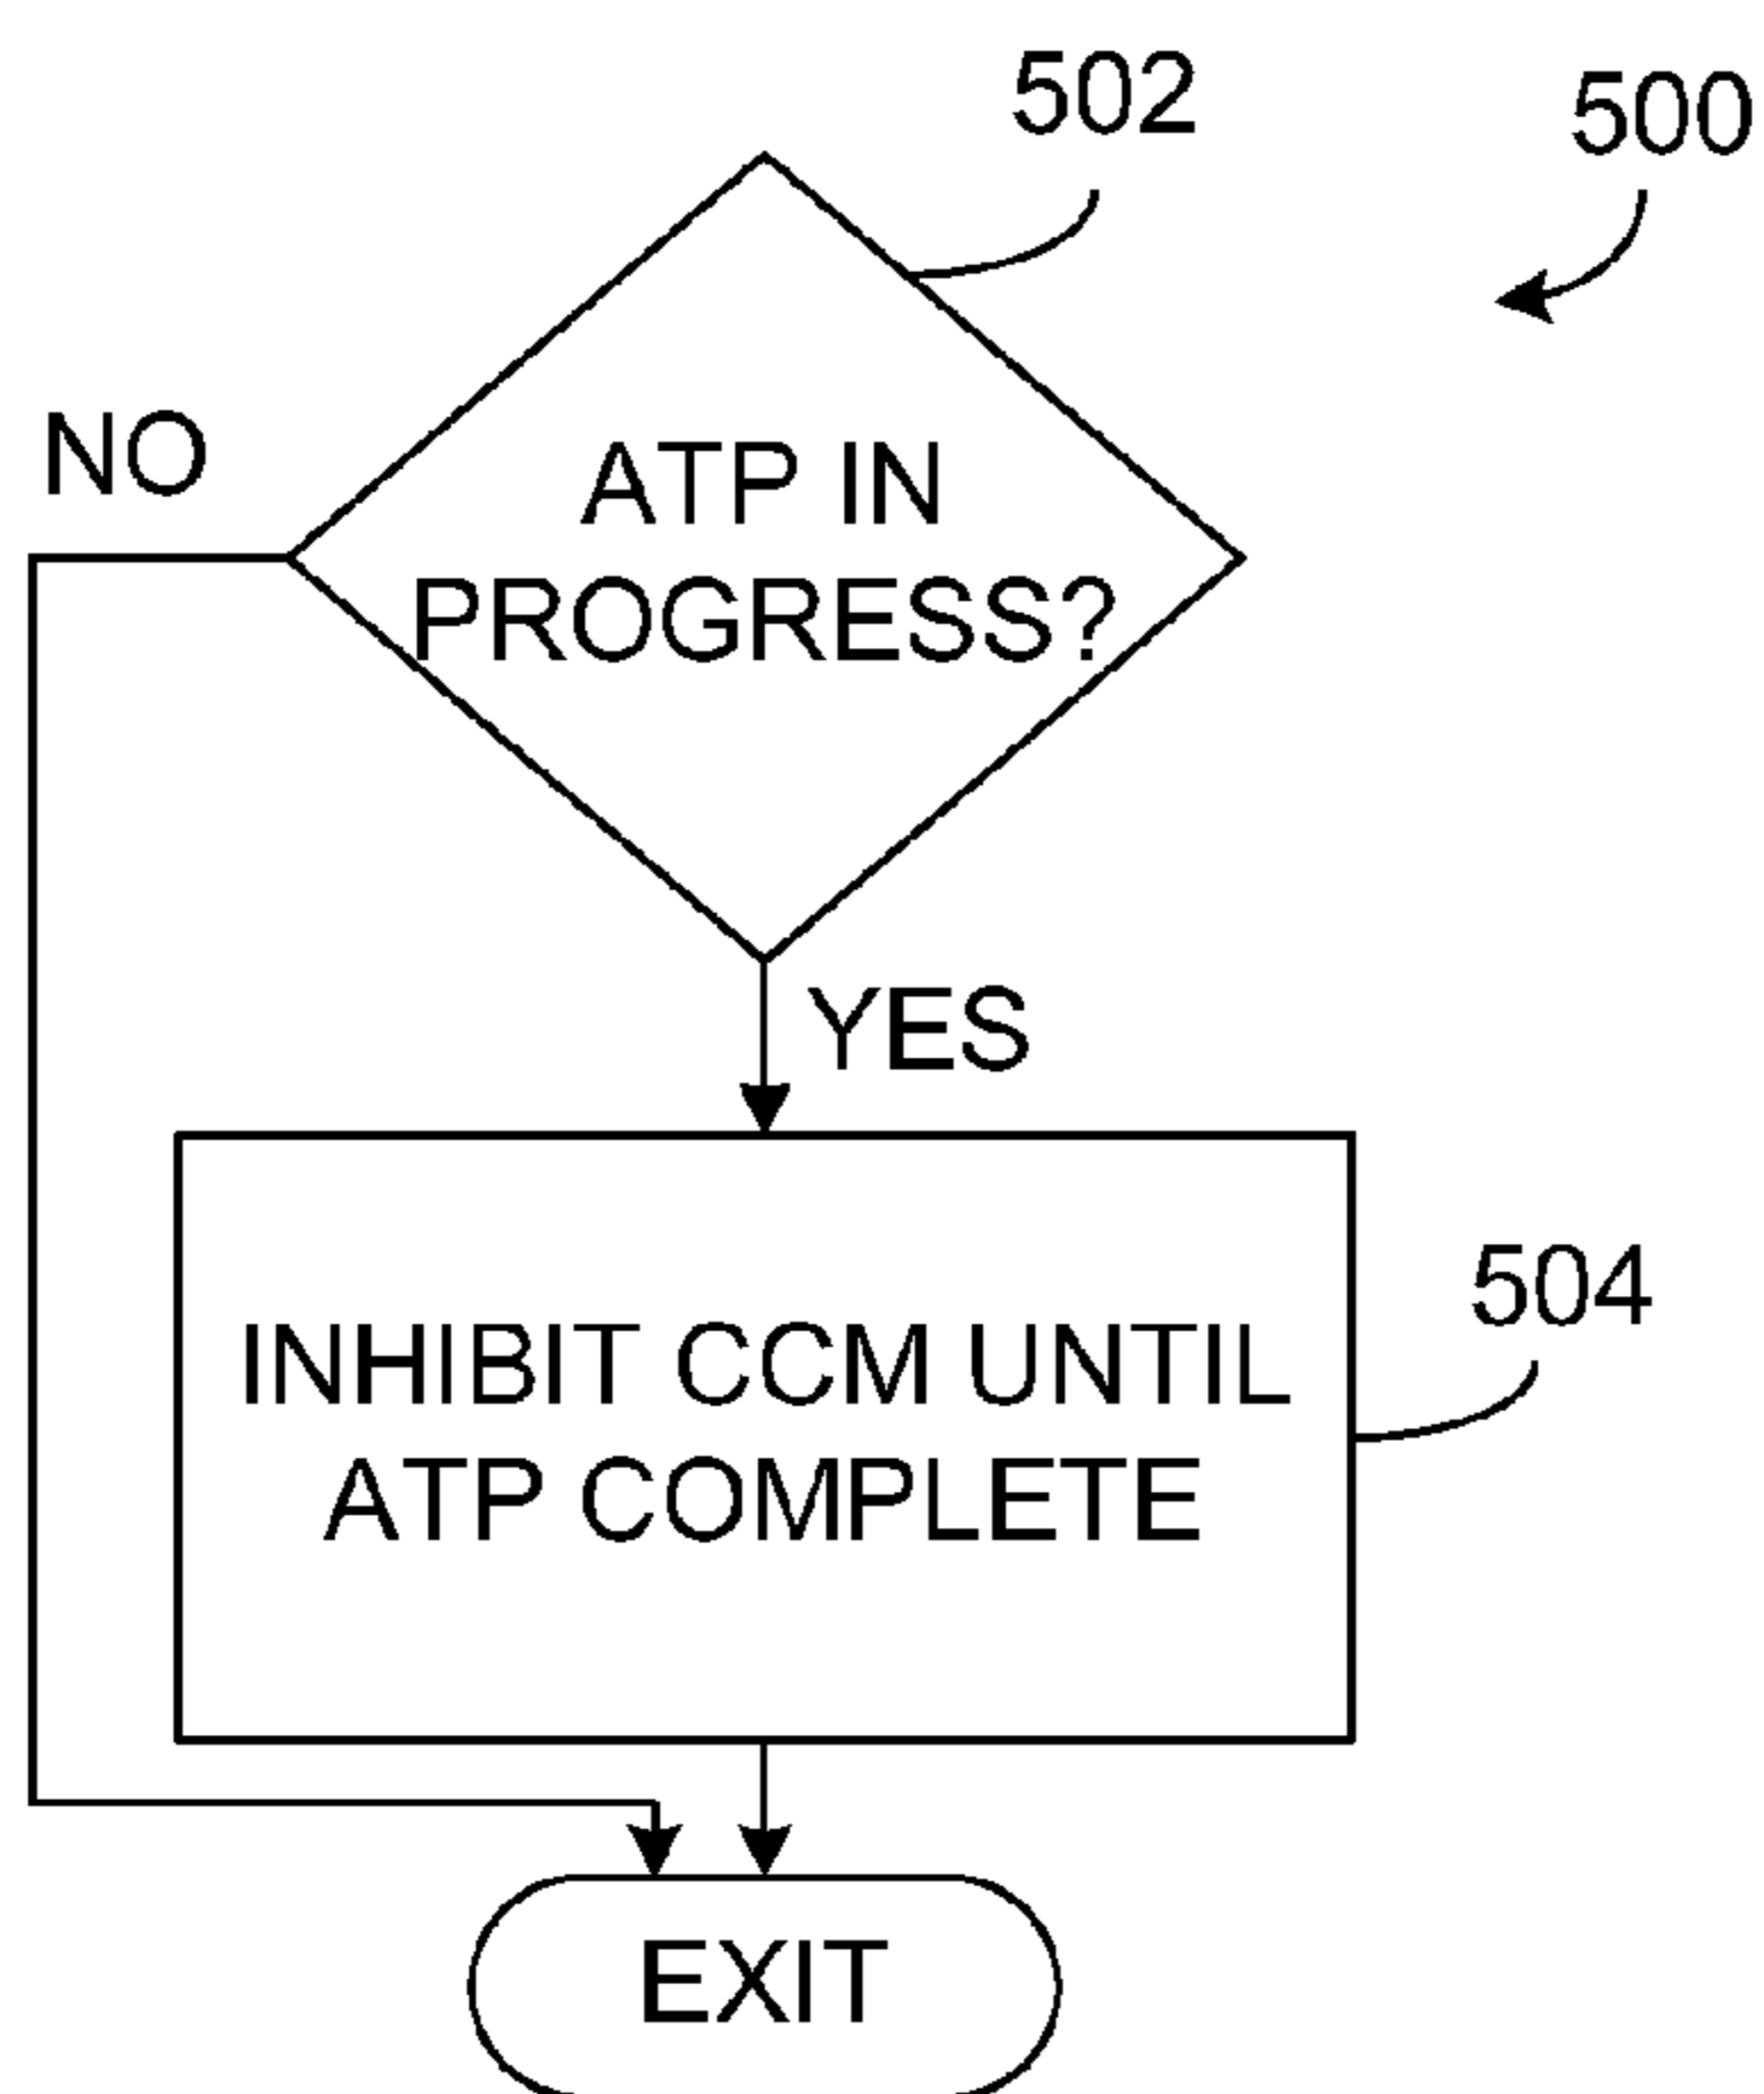 502
500
NO
ATP IN
PROGRESS?
YES
INHIBIT CCM UNTIL
ATP COMPLETE
504
EXIT